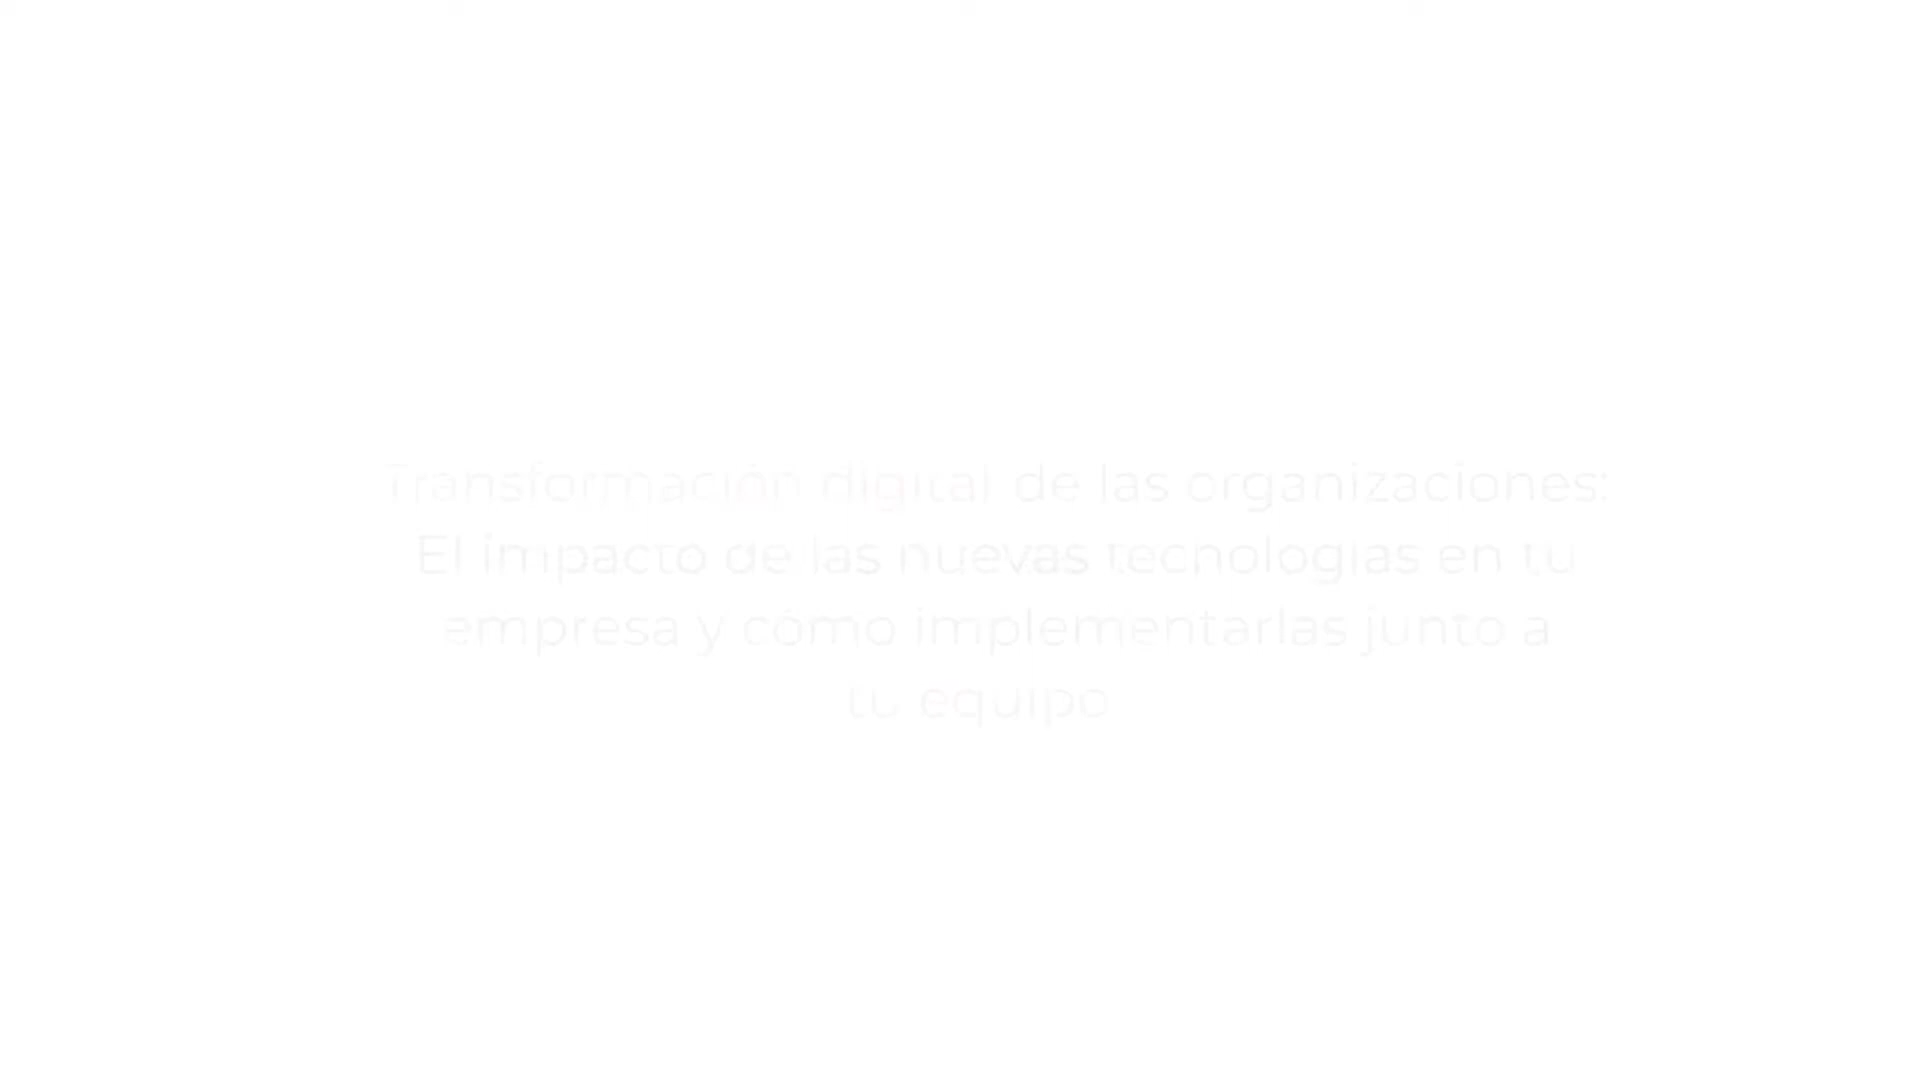 Transformación digital de las organizaciones:
El impacto de las nuevas tecnologías en tu
empresa y cómo implementarlas junto a
tu equipo